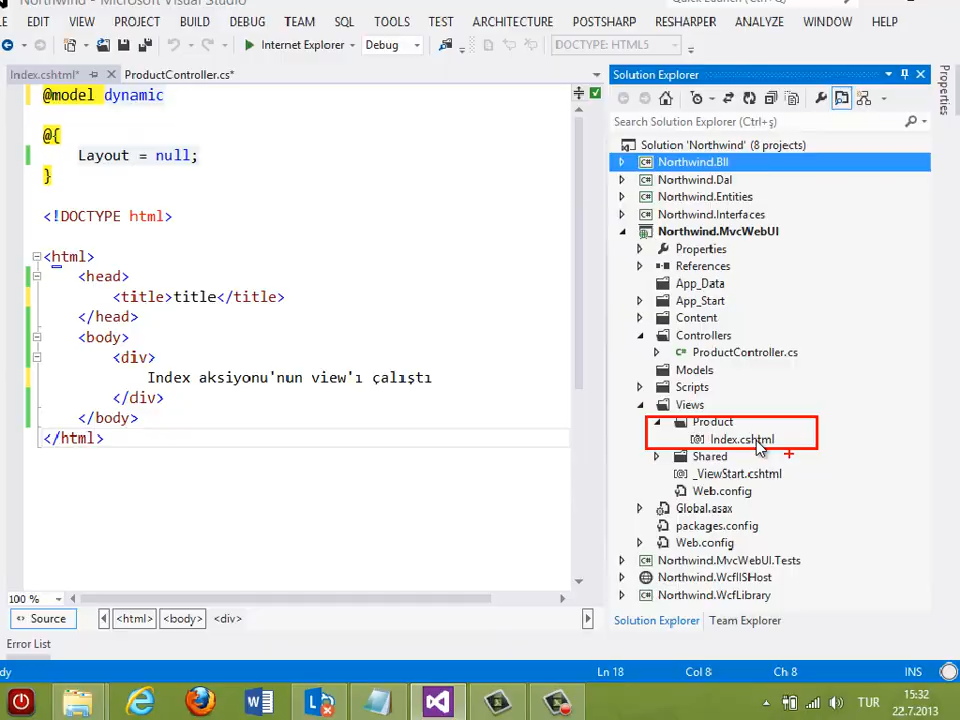 Northwind - Microsoft Visual Studio
Quick Launch (Ctrl+Q)
EDIT VIEW PROJECT BUILD DEBUG TEAM SQL TOOLS TEST ARCHITECTURE POSTSHARP RESHARPER ANALYZE WINDOW HELP
Internet Explorer Debug DOCTYPE: HTML5
Index.cshtml* ProductController.cs*
@model dynamic
@{
Layout = null;
}
<!DOCTYPE html>
<html>
<head>
<title>title</title>
</head>
<body>
<div>
Index aksiyonu'nun view'ı çalıştı
</div>
</body>
</html>
100 %
Source <html> <body> <div>
Error List
Solution Explorer
Search Solution Explorer (Ctrl+ş)
Solution 'Northwind' (8 projects)
Northwind.Bll
Northwind.Dal
Northwind.Entities
Northwind.Interfaces
Northwind.MvcWebUI
Properties
References
App_Data
App_Start
Content
Controllers
ProductController.cs
Models
Scripts
Views
Product
Index.cshtml
Shared
_ViewStart.cshtml
Web.config
Global.asax
packages.config
Web.config
Northwind.MvcWebUI.Tests
Northwind.WcfIISHost
Northwind.WcfLibrary
Solution Explorer Team Explorer
Properties
dy Ln 18 Col 8 Ch 8 INS
TUR
15:32
22.7.2013